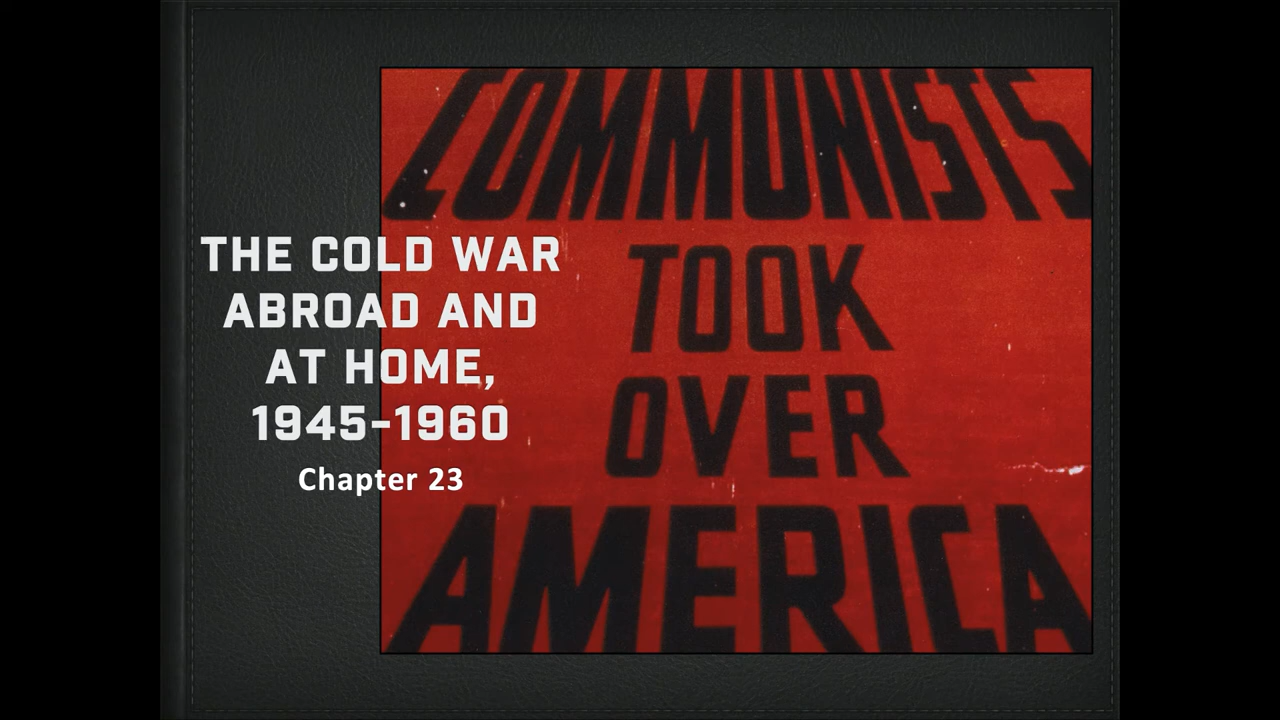 THE COLD WAR
ABROAD AND
AT HOME,
1945-1960
Chapter 23
COMMUNISTS
TOOK
OVER
AMERICA